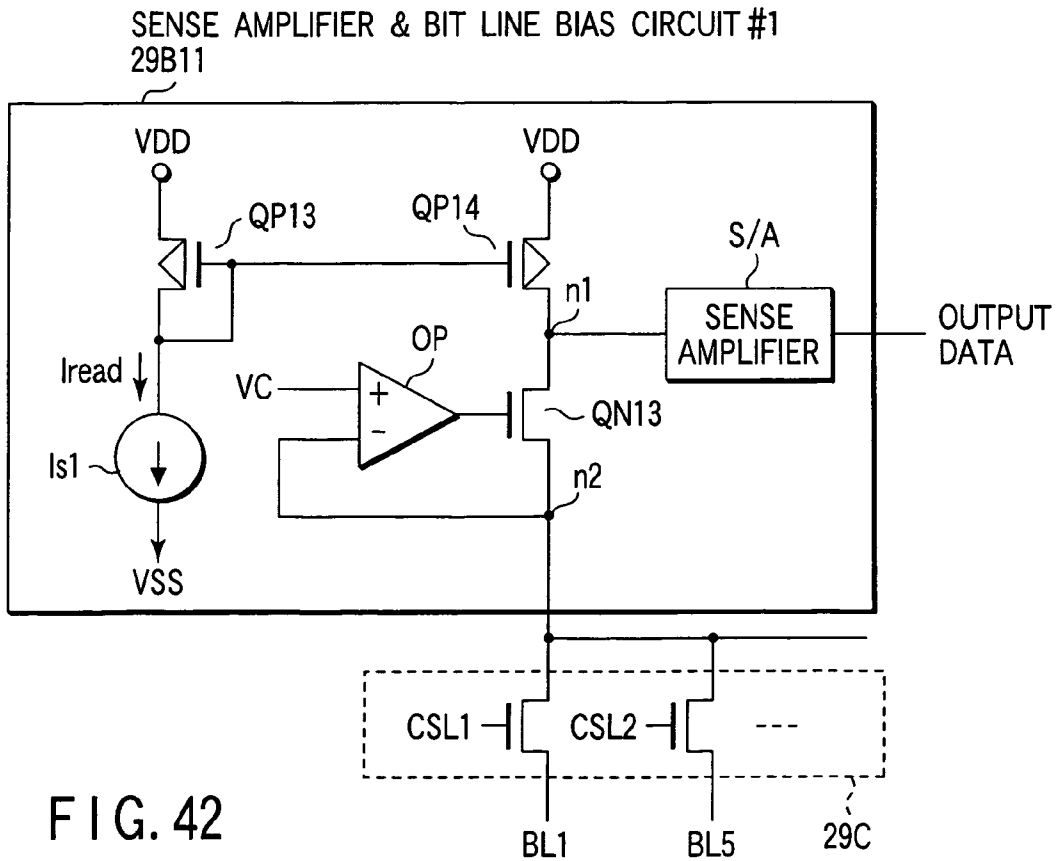 SENSE AMPLIFIER & BIT LINE BIAS CIRCUIT #1
29B11
VDD
VDD
QP13
QP14
S/A
n1
SENSE
AMPLIFIER
OUTPUT
DATA
OP
Iread
VC
+
-
QN13
Is1
n2
VSS
CSL1
CSL2
----
FIG. 42
BL1
BL5
29C